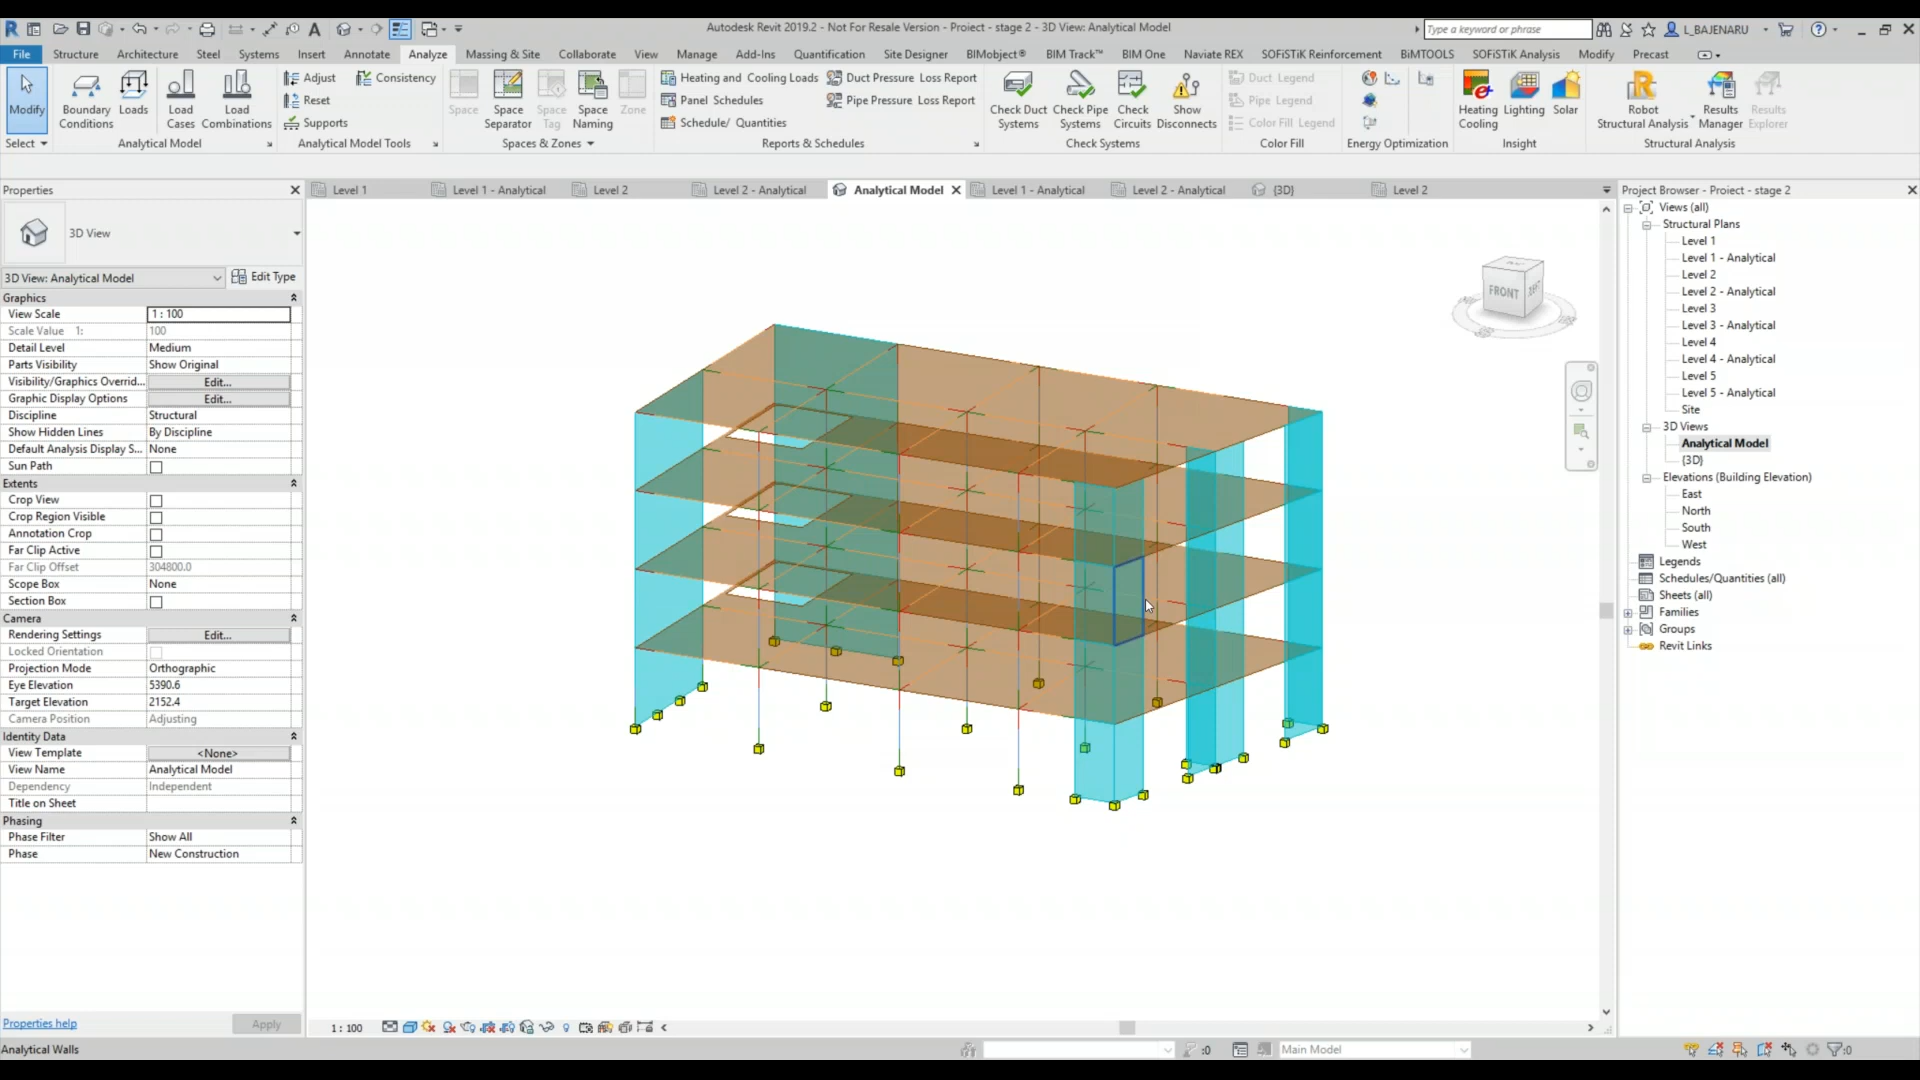 Autodesk Revit 2019.2 - Not For Resale Version - Project - stage 2 - 3D View: Analytical Model
Type a keyword or phrase
L_BAJENARU
File Structure Architecture Steel Systems Insert Annotate Analyze Massing & Site Collaborate View Manage Add-Ins Quantification Site Designer BIMobject® BIM Track™ BIM One Naviate REX SOFiSTiK Reinforcement BiMTOOLS SOFiSTiK Analysis Modify Precast
Modify
Select
Boundary Conditions
Loads
Load Cases
Load Combinations
Analytical Model
Adjust
Reset
Supports
Consistency
Analytical Model Tools
Space
Space Separator
Space Tag
Space Naming
Zone
Spaces & Zones
Heating and Cooling Loads
Panel Schedules
Schedule/ Quantities
Duct Pressure Loss Report
Pipe Pressure Loss Report
Reports & Schedules
Check Duct Systems
Check Pipe Systems
Check Circuits
Show Disconnects
Check Systems
Duct Legend
Pipe Legend
Color Fill Legend
Color Fill
Energy Optimization
Heating Cooling
Lighting
Solar
Insight
Robot Structural Analysis
Results Manager
Results Explorer
Structural Analysis
Properties
3D View
3D View: Analytical Model
Edit Type
Graphics
View Scale 1 : 100
Scale Value 1: 100
Detail Level Medium
Parts Visibility Show Original
Visibility/Graphics Overrid... Edit...
Graphic Display Options Edit...
Discipline Structural
Show Hidden Lines By Discipline
Default Analysis Display S... None
Sun Path
Extents
Crop View
Crop Region Visible
Annotation Crop
Far Clip Active
Far Clip Offset 304800.0
Scope Box None
Section Box
Camera
Rendering Settings Edit...
Locked Orientation
Projection Mode Orthographic
Eye Elevation 5390.6
Target Elevation 2152.4
Camera Position Adjusting
Identity Data
View Template <None>
View Name Analytical Model
Dependency Independent
Title on Sheet
Phasing
Phase Filter Show All
Phase New Construction
Properties help
Apply
Level 1
Level 1 - Analytical
Level 2
Level 2 - Analytical
Analytical Model
Level 1 - Analytical
Level 2 - Analytical
{3D}
Level 2
FRONT
1 : 100
Project Browser - Project - stage 2
Views (all)
Structural Plans
Level 1
Level 1 - Analytical
Level 2
Level 2 - Analytical
Level 3
Level 3 - Analytical
Level 4
Level 4 - Analytical
Level 5
Level 5 - Analytical
Site
3D Views
Analytical Model
{3D}
Elevations (Building Elevation)
East
North
South
West
Legends
Schedules/Quantities (all)
Sheets (all)
Families
Groups
Revit Links
Analytical Walls
:0
Main Model
:0